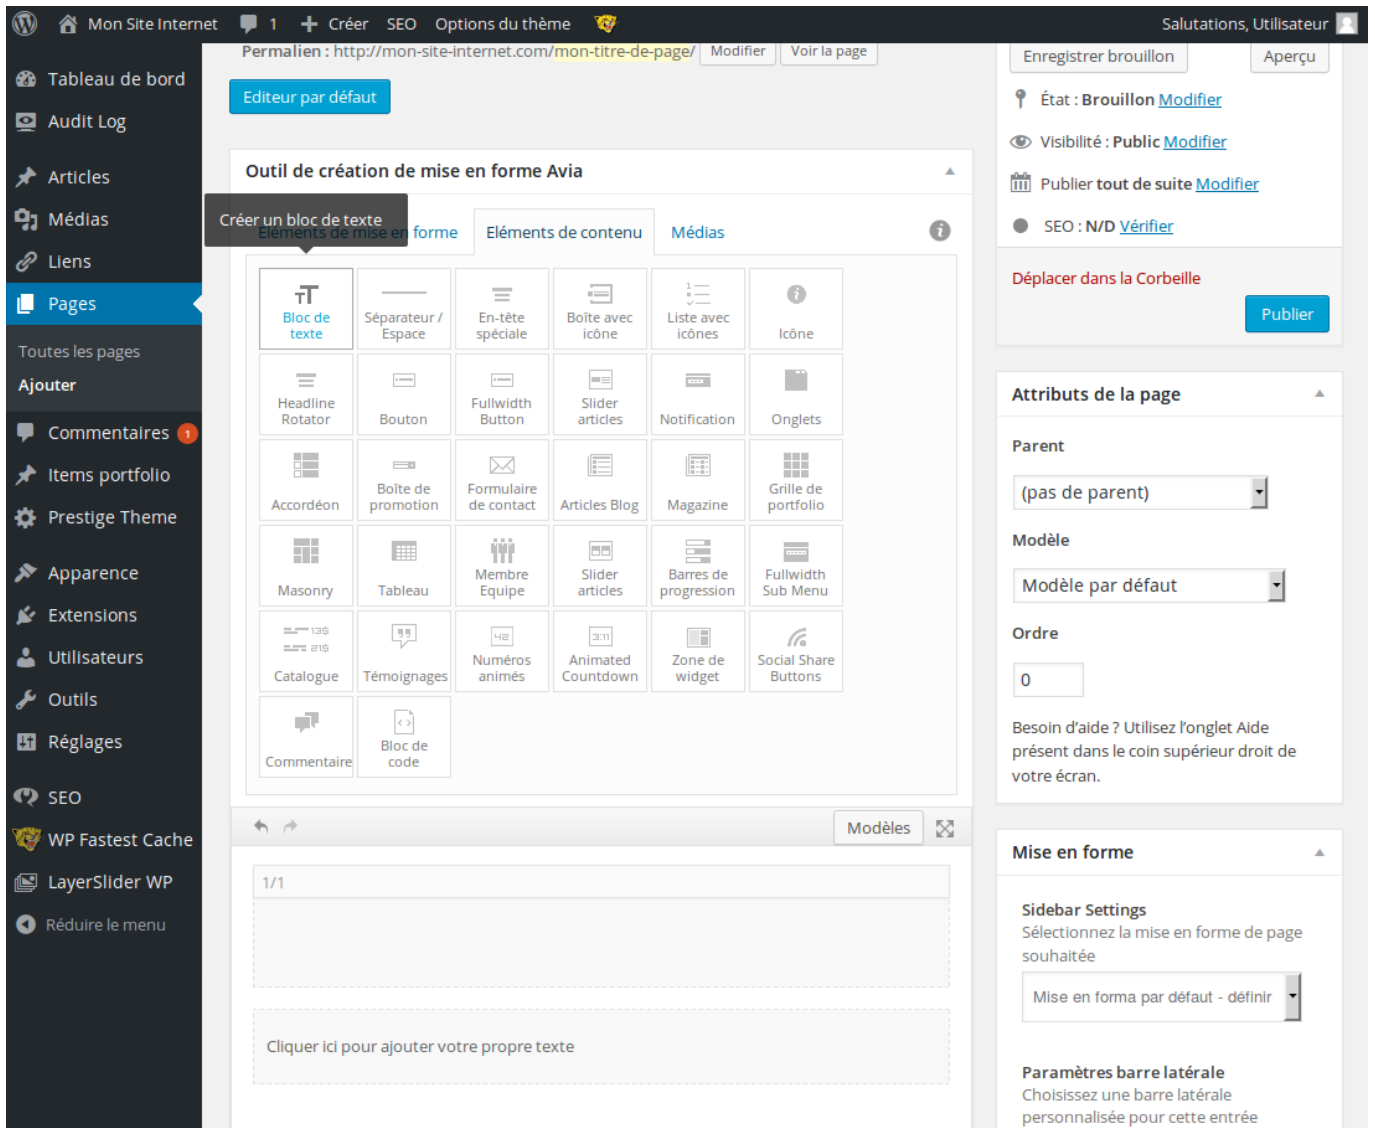 Mon Site Internet 1 Créer SEO Options du thème Salutations, Utilisateur
Tableau de bord
Audit Log
Articles
Médias
Liens
Pages
Toutes les pages
Ajouter
Commentaires 1
Items portfolio
Prestige Theme
Apparence
Extensions
Utilisateurs
Outils
Réglages
SEO
WP Fastest Cache
LayerSlider WP
Réduire le menu
Permalien : http://mon-site-internet.com/mon-titre-de-page/ Modifier Voir la page
Editeur par défaut
Outil de création de mise en forme Avia
Créer un bloc de texte
Eléments de mise en forme Eléments de contenu Médias
Bloc de texte
Séparateur / Espace
En-tête spéciale
Boîte avec icône
Liste avec icônes
Icône
Headline Rotator
Bouton
Fullwidth Button
Slider articles
Notification
Onglets
Accordéon
Boîte de promotion
Formulaire de contact
Articles Blog
Magazine
Grille de portfolio
Masonry
Tableau
Membre Equipe
Slider articles
Barres de progression
Fullwidth Sub Menu
13$
21$
Catalogue
Témoignages
42
Numéros animés
3:11
Animated Countdown
Zone de widget
Social Share Buttons
Commentaire
Bloc de code
Modèles
1/1
Cliquer ici pour ajouter votre propre texte
Enregistrer brouillon Aperçu
État : Brouillon Modifier
Visibilité : Public Modifier
Publier tout de suite Modifier
SEO : N/D Vérifier
Déplacer dans la Corbeille
Publier
Attributs de la page
Parent
(pas de parent)
Modèle
Modèle par défaut
Ordre
0
Besoin d’aide ? Utilisez l’onglet Aide
présent dans le coin supérieur droit de
votre écran.
Mise en forme
Sidebar Settings
Sélectionnez la mise en forme de page
souhaitée
Mise en forma par défaut - définir
Paramètres barre latérale
Choisissez une barre latérale
personnalisée pour cette entrée